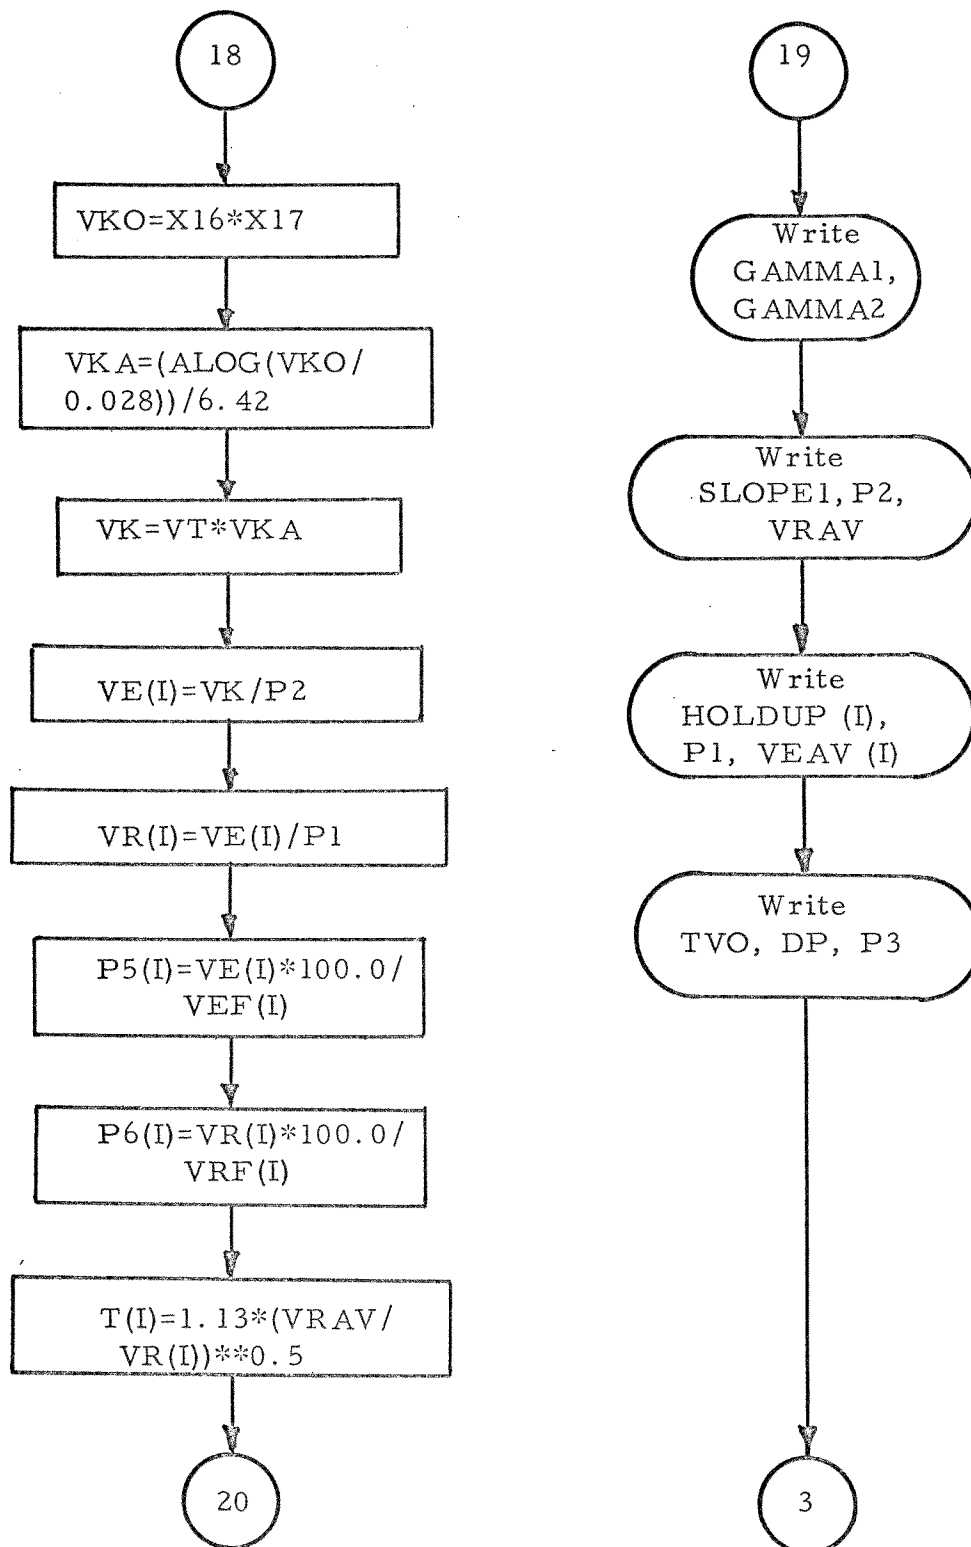 18
VKO=X16*X17
VKA=(ALOG(VKO/
0.028))/6.42
VK=VT*VKA
VE(I)=VK/P2
VR(I)=VE(I)/P1
P5(I)=VE(I)*100.0/
VEF(I)
P6(I)=VR(I)*100.0/
VRF(I)
T(I)=1.13*(VRAV/
VR(I))**0.5
20
19
Write
GAMMA1,
GAMMA2
Write
SLOPE1, P2,
VRAV
Write
HOLDUP (I),
P1, VEAV (I)
Write
TVO, DP, P3
3